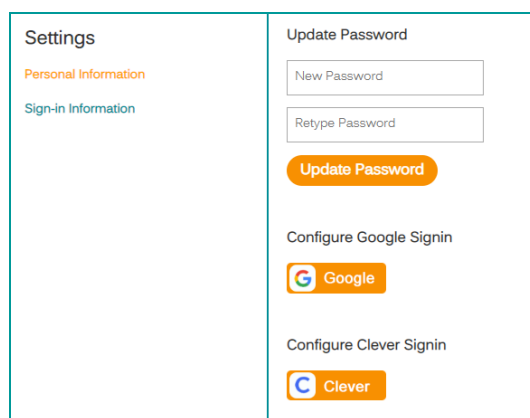 Settings
Personal Information
Sign-in Information
Update Password
New Password
Retype Password
Update Password
Configure Google Signin
G Google
Configure Clever Signin
C Clever